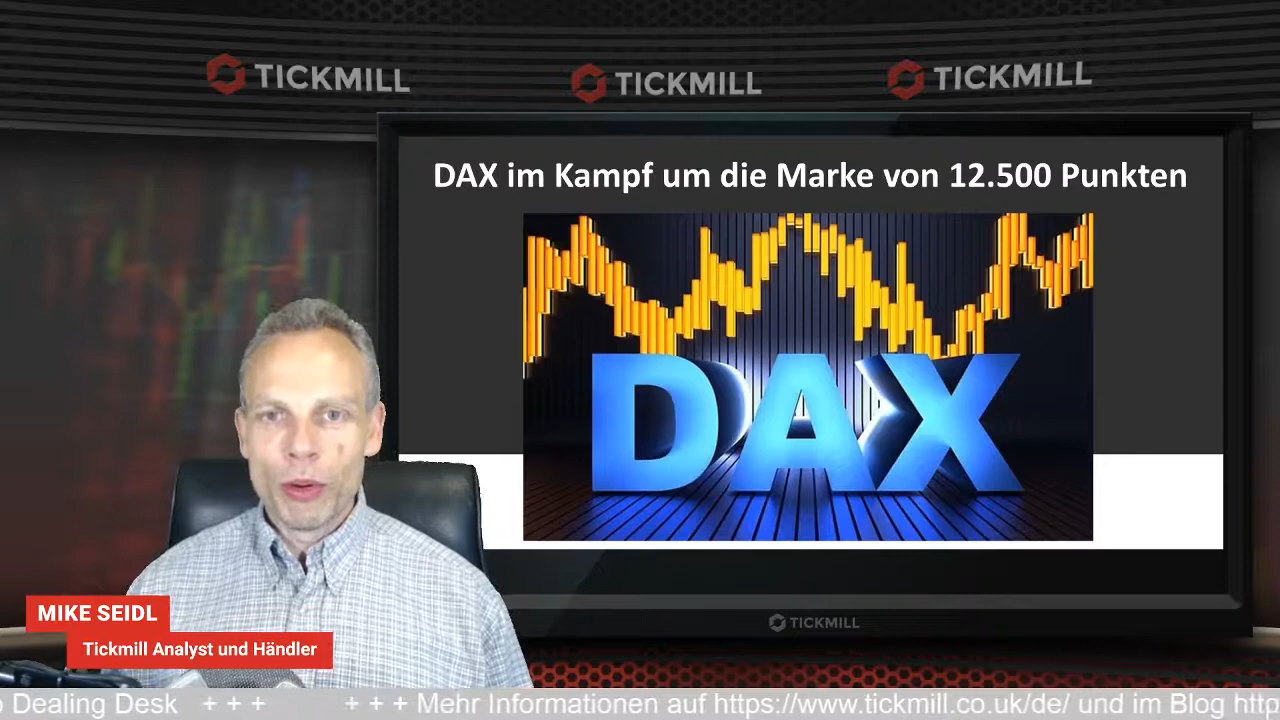 TICKMILL TICKMILL TICKMILL
DAX im Kampf um die Marke von 12.500 Punkten
DAX
MIKE SEIDL
Tickmill Analyst und Händler
TICKMILL
Dealing Desk +++ +++ Mehr Informationen auf https://www.tickmill.co.uk/de/ und im Blog